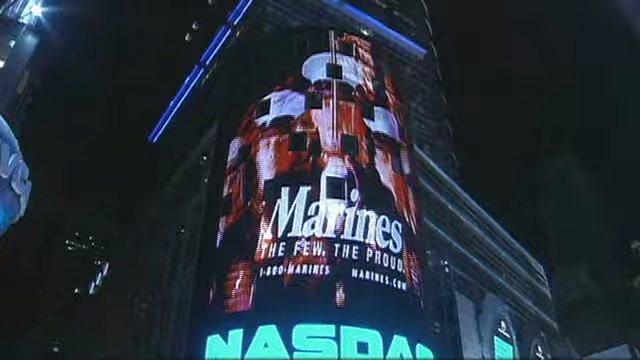 Marines
THE FEW. THE PROUD.
1-800-MARINES MARINES.COM
NASDAQ